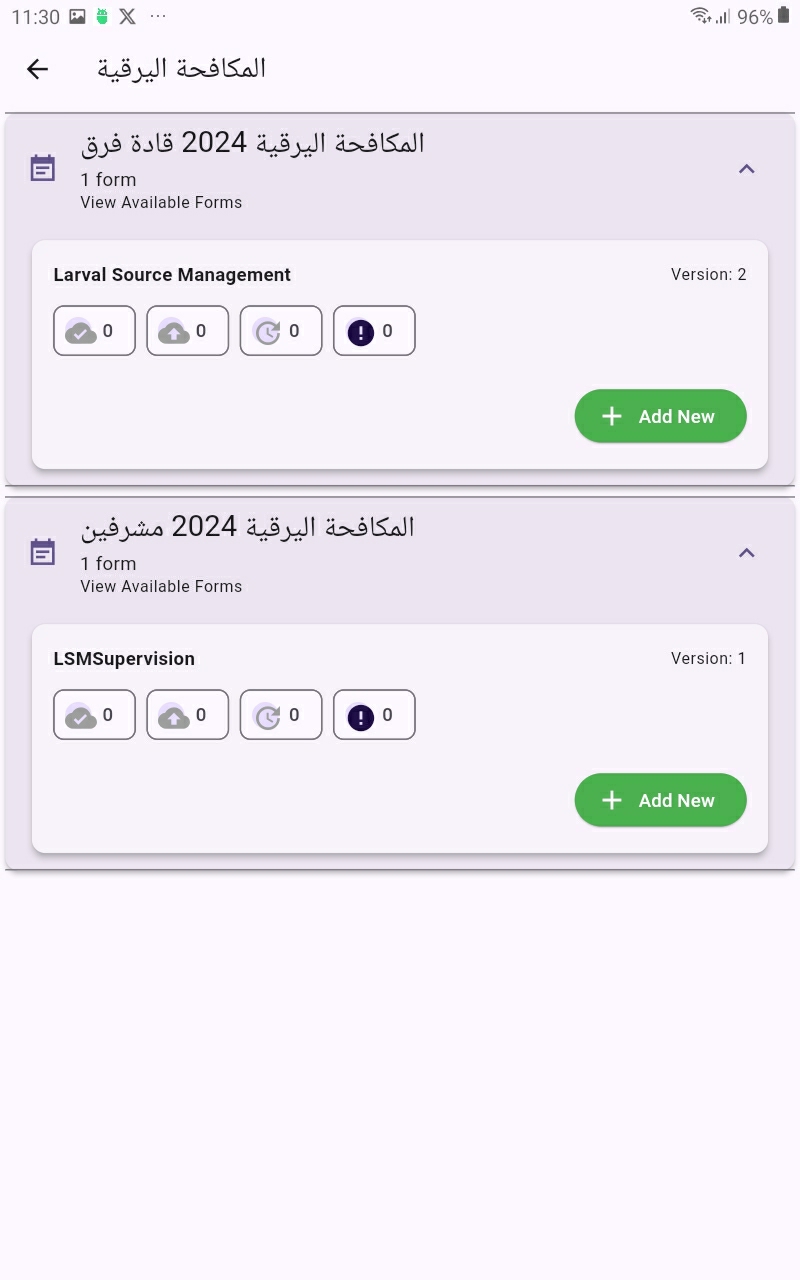 11:30
96%
المكافحة اليرقية
المكافحة اليرقية 2024 قادة فرق
1 form
View Available Forms
Larval Source Management
Version: 2
0 0 0 0
Add New
المكافحة اليرقية 2024 مشرفين
1 form
View Available Forms
LSMSupervision
Version: 1
0 0 0 0
Add New